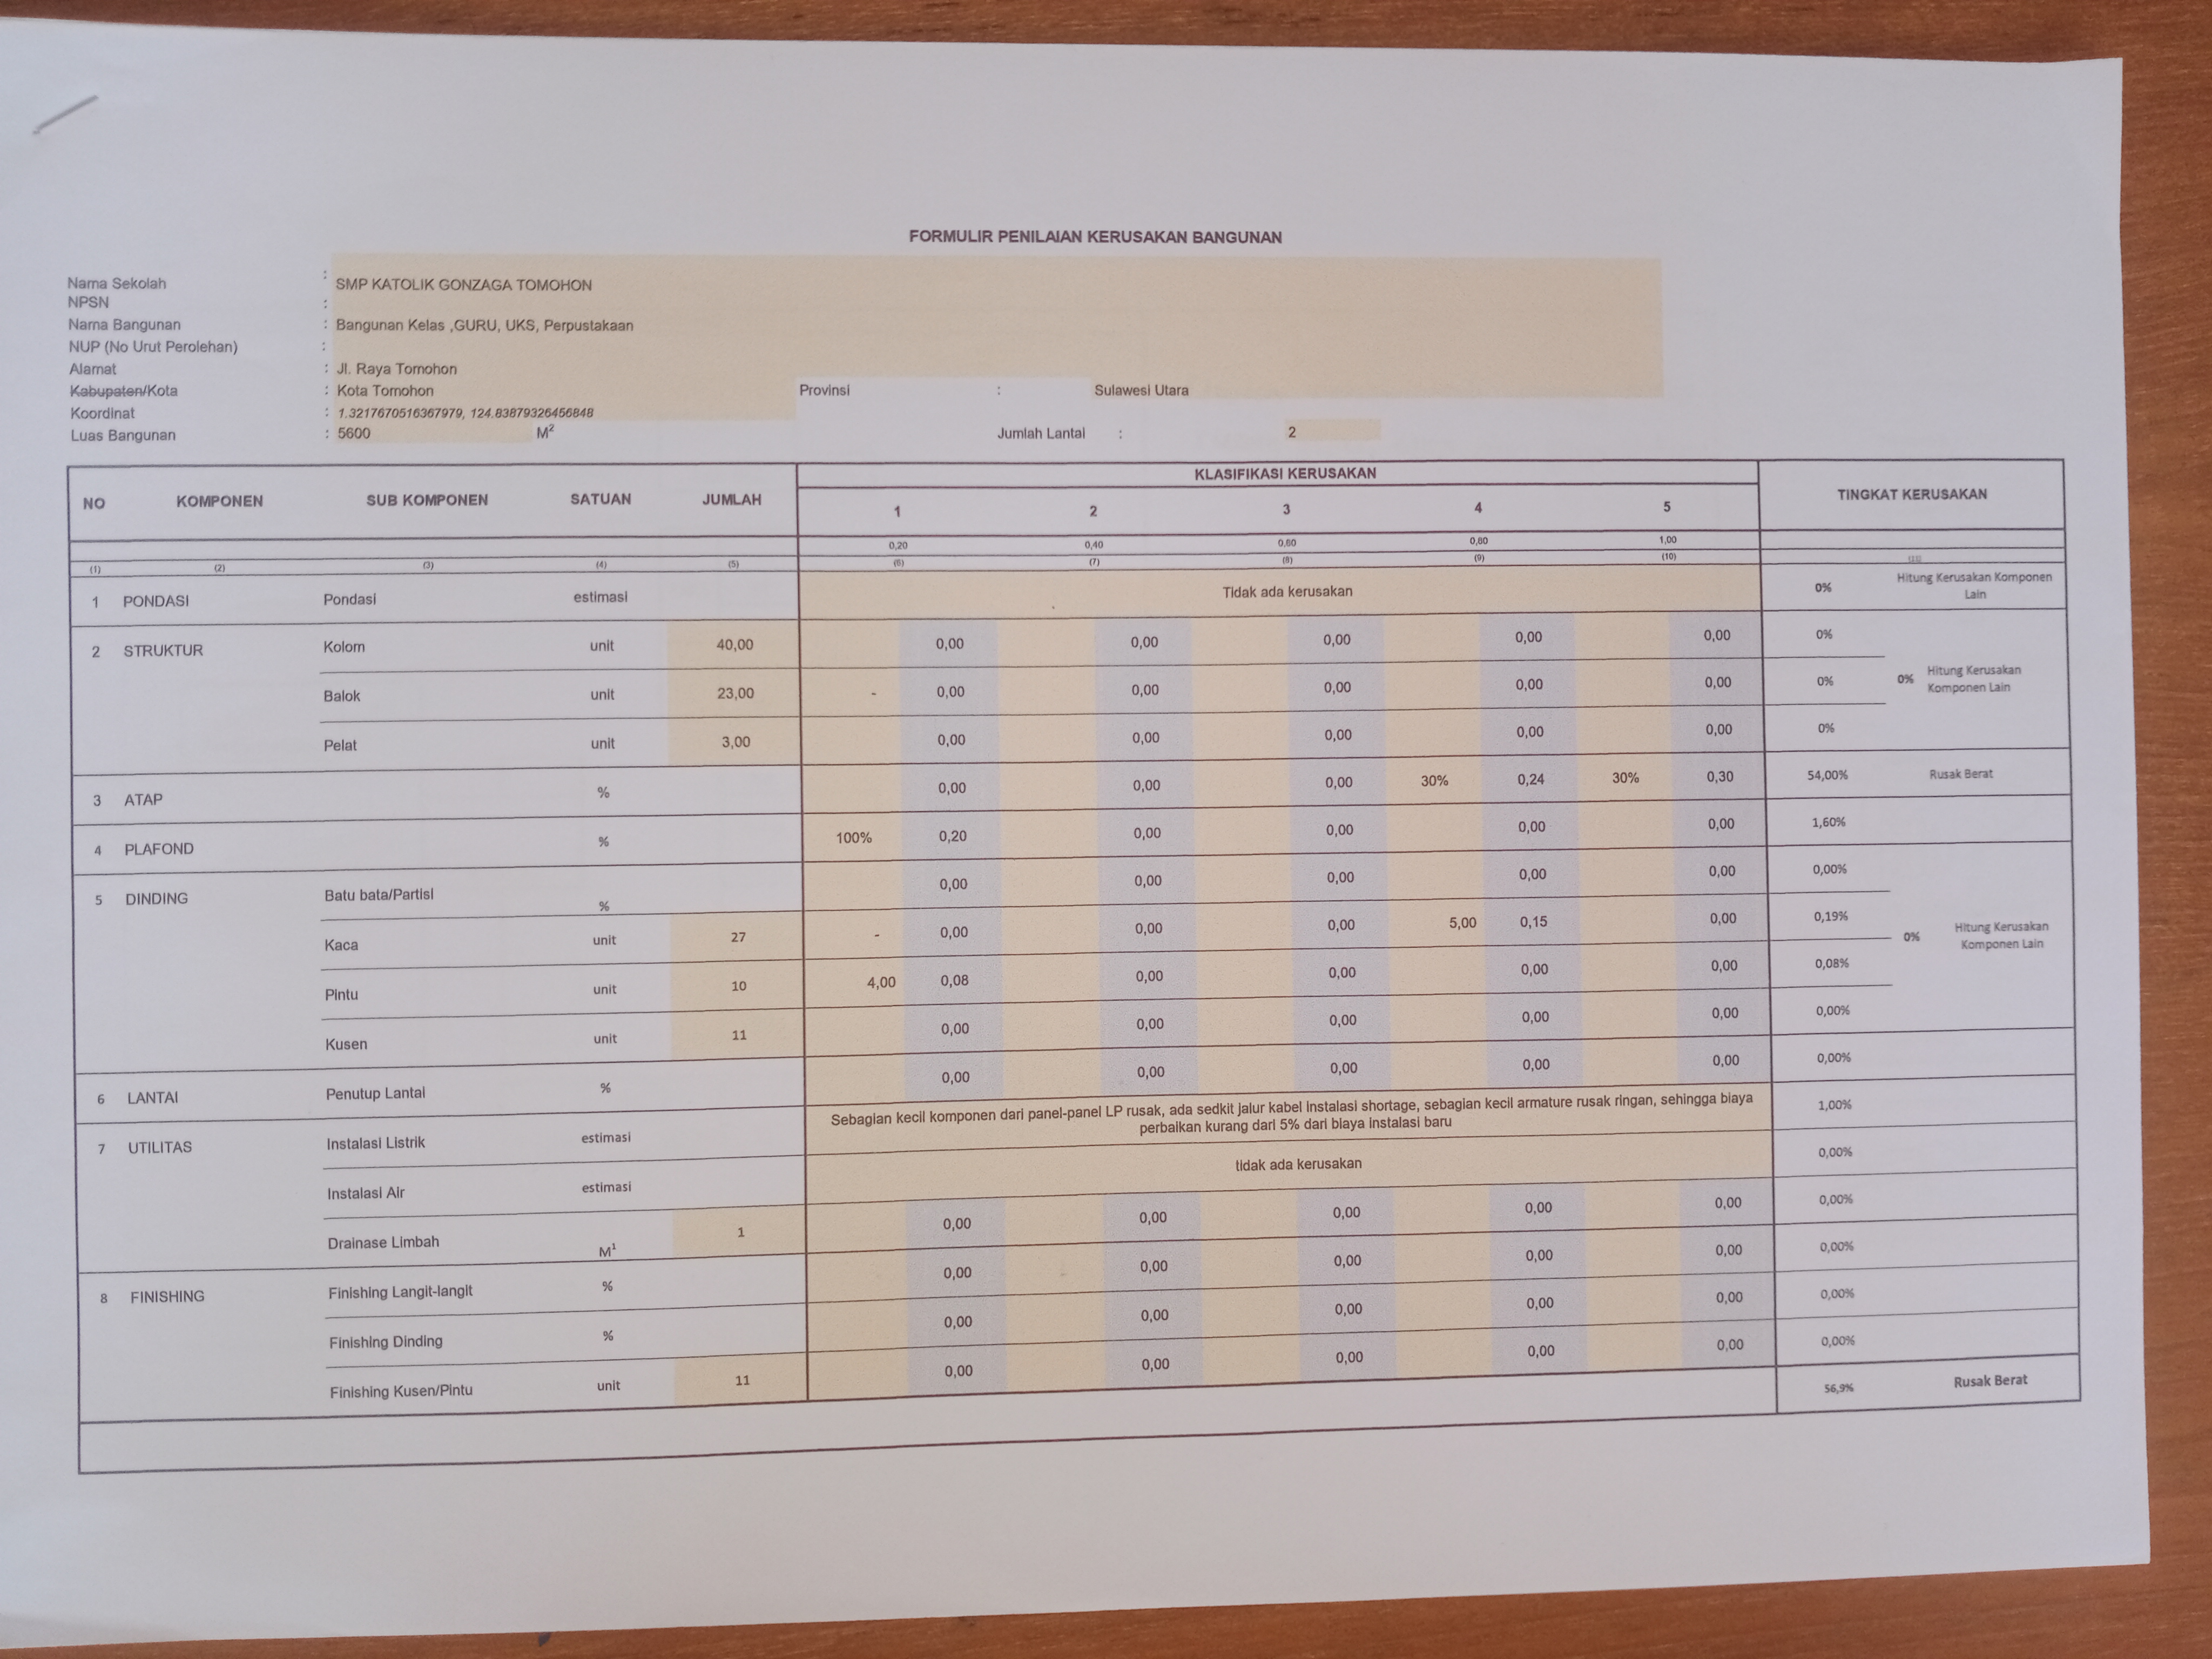 FORMULIR PENILAIAN KERUSAKAN BANGUNAN
Nama Sekolah : SMP KATOLIK GONZAGA TOMOHON
NPSN :
Nama Bangunan : Bangunan Kelas ,GURU, UKS, Perpustakaan
NUP (No Urut Perolehan) :
Alamat : Jl. Raya Tomohon
Kabupaten/Kota : Kota Tomohon Provinsi : Sulawesi Utara
Koordinat : 1.3217670516367979, 124.83879326456848
Luas Bangunan : 5600 M² Jumlah Lantai : 2
NO KOMPONEN SUB KOMPONEN SATUAN JUMLAH KLASIFIKASI KERUSAKAN TINGKAT KERUSAKAN
1 2 3 4 5
0,20 0,40 0,60 0,80 1,00
(1) (2) (3) (4) (5) (6) (7) (8) (9) (10) (11)
1 PONDASI Pondasi estimasi Tidak ada kerusakan 0% Hitung Kerusakan Komponen Lain
2 STRUKTUR Kolom unit 40,00 0,00 0,00 0,00 0,00 0,00 0%
Balok unit 23,00 - 0,00 0,00 0,00 0,00 0,00 0% 0% Hitung Kerusakan Komponen Lain
Pelat unit 3,00 0,00 0,00 0,00 0,00 0,00 0%
3 ATAP % 0,00 0,00 0,00 30% 0,24 30% 0,30 54,00% Rusak Berat
4 PLAFOND % 100% 0,20 0,00 0,00 0,00 0,00 1,60%
5 DINDING Batu bata/Partisi % 0,00 0,00 0,00 0,00 0,00 0,00%
Kaca unit 27 - 0,00 0,00 0,00 5,00 0,15 0,00 0,19% 0% Hitung Kerusakan Komponen Lain
Pintu unit 10 4,00 0,08 0,00 0,00 0,00 0,00 0,08%
Kusen unit 11 0,00 0,00 0,00 0,00 0,00 0,00%
6 LANTAI Penutup Lantai % 0,00 0,00 0,00 0,00 0,00 0,00%
7 UTILITAS Instalasi Listrik estimasi Sebagian kecil komponen dari panel-panel LP rusak, ada sedkit jalur kabel instalasi shortage, sebagian kecil armature rusak ringan, sehingga biaya perbaikan kurang dari 5% dari biaya instalasi baru 1,00%
Instalasi Air estimasi tidak ada kerusakan 0,00%
Drainase Limbah M¹ 1 0,00 0,00 0,00 0,00 0,00 0,00%
8 FINISHING Finishing Langit-langit % 0,00 0,00 0,00 0,00 0,00 0,00%
Finishing Dinding % 0,00 0,00 0,00 0,00 0,00 0,00%
Finishing Kusen/Pintu unit 11 0,00 0,00 0,00 0,00 0,00 0,00%
56,9% Rusak Berat